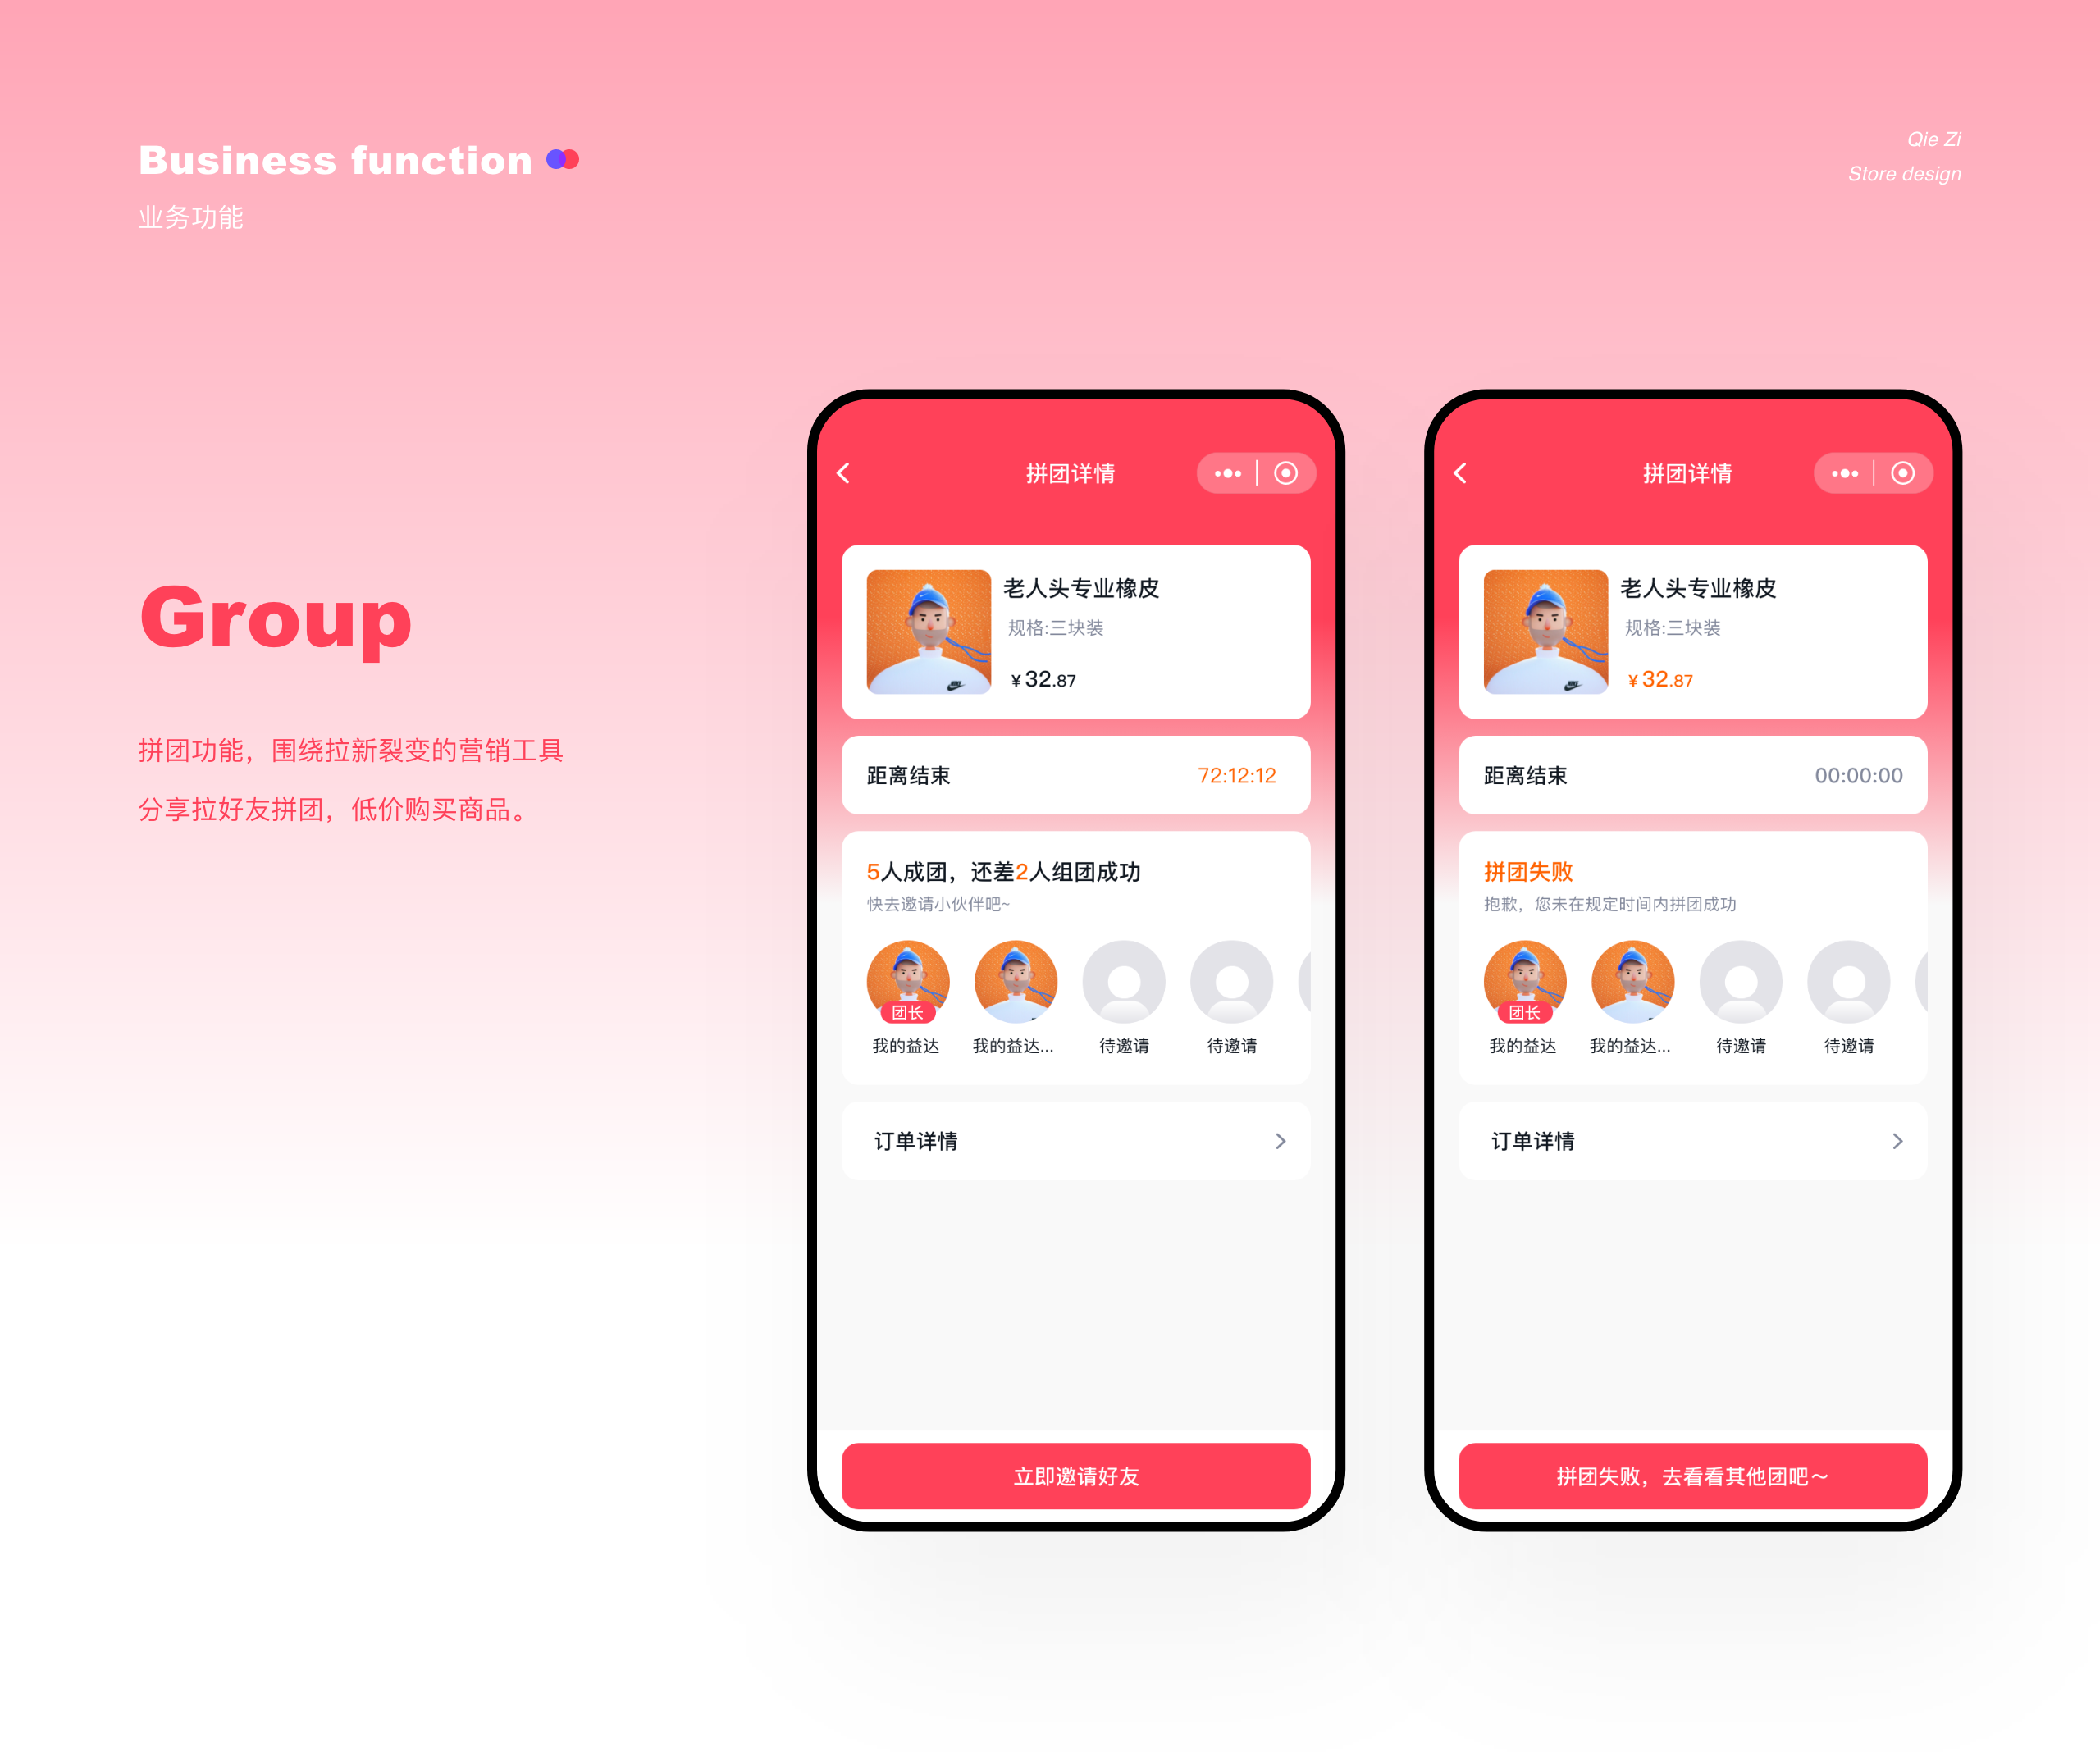 Business function
业务功能
Qie Zi
Store design
Group
拼团功能，围绕拉新裂变的营销工具
分享拉好友拼团，低价购买商品。
拼团详情
老人头专业橡皮
规格:三块装
¥32.87
距离结束
72:12:12
5人成团，还差2人组团成功
快去邀请小伙伴吧~
团长
我的益达
我的益达...
待邀请
待邀请
订单详情
立即邀请好友
拼团详情
老人头专业橡皮
规格:三块装
¥32.87
距离结束
00:00:00
拼团失败
抱歉，您未在规定时间内拼团成功
团长
我的益达
我的益达...
待邀请
待邀请
订单详情
拼团失败，去看看其他团吧～